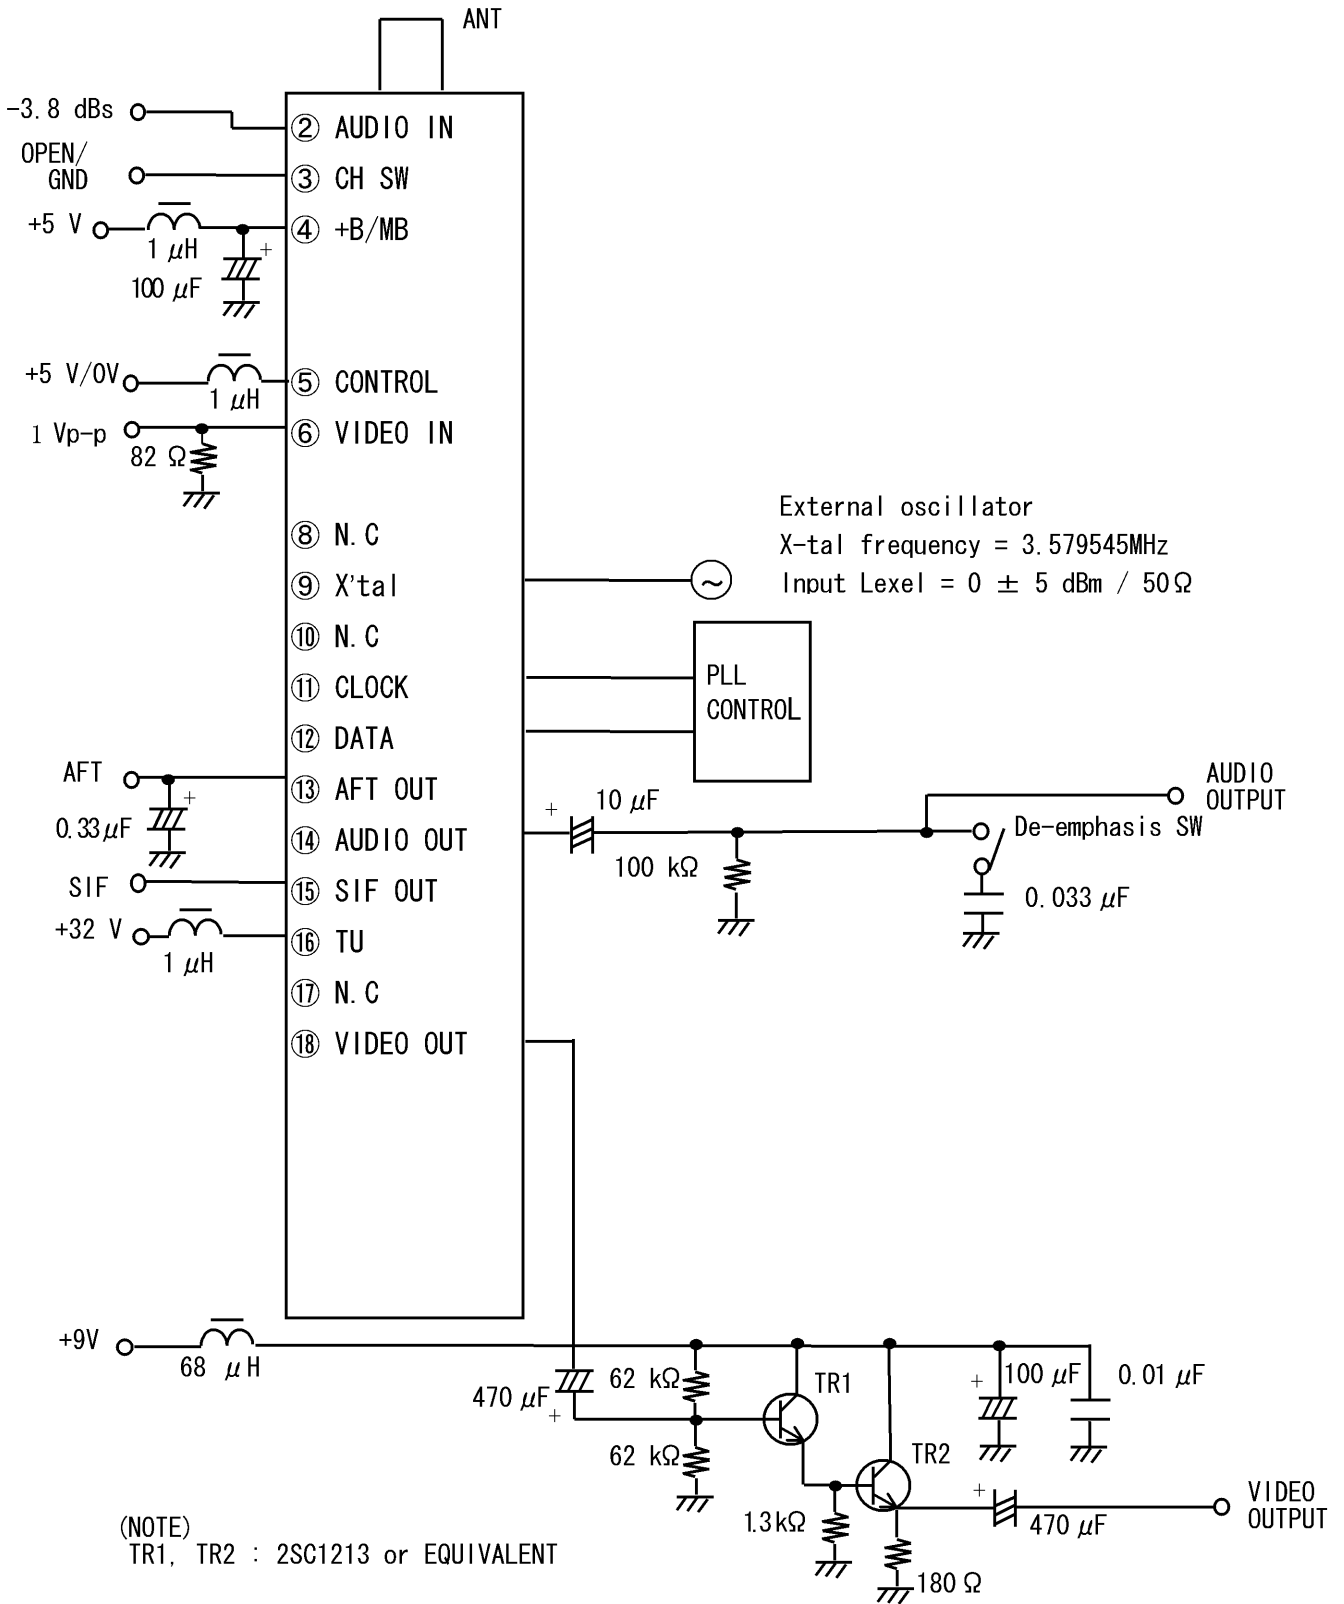 ANT
-3.8 dBs
② AUDIO IN
OPEN/
GND
③ CH SW
+5 V
1 μH
+
100 μF
④ +B/MB
+5 V/0V
1 μH
⑤ CONTROL
1 Vp-p
82 Ω
⑥ VIDEO IN
⑧ N.C
External oscillator
X-tal frequency = 3.579545MHz
Input Lexel = 0 ± 5 dBm / 50Ω
⑨ X'tal
~
⑩ N.C
⑪ CLOCK
PLL
CONTROL
⑫ DATA
AFT
+
0.33μF
⑬ AFT OUT
AUDIO
OUTPUT
⑭ AUDIO OUT
+
10 μF
100 kΩ
De-emphasis SW
0.033 μF
SIF
⑮ SIF OUT
+32 V
1 μH
⑯ TU
⑰ N.C
⑱ VIDEO OUT
+9V
68 μH
470 μF
+
62 kΩ
62 kΩ
TR1
+
100 μF
0.01 μF
TR2
1.3kΩ
180 Ω
+
470 μF
VIDEO
OUTPUT
(NOTE)
TR1, TR2 : 2SC1213 or EQUIVALENT